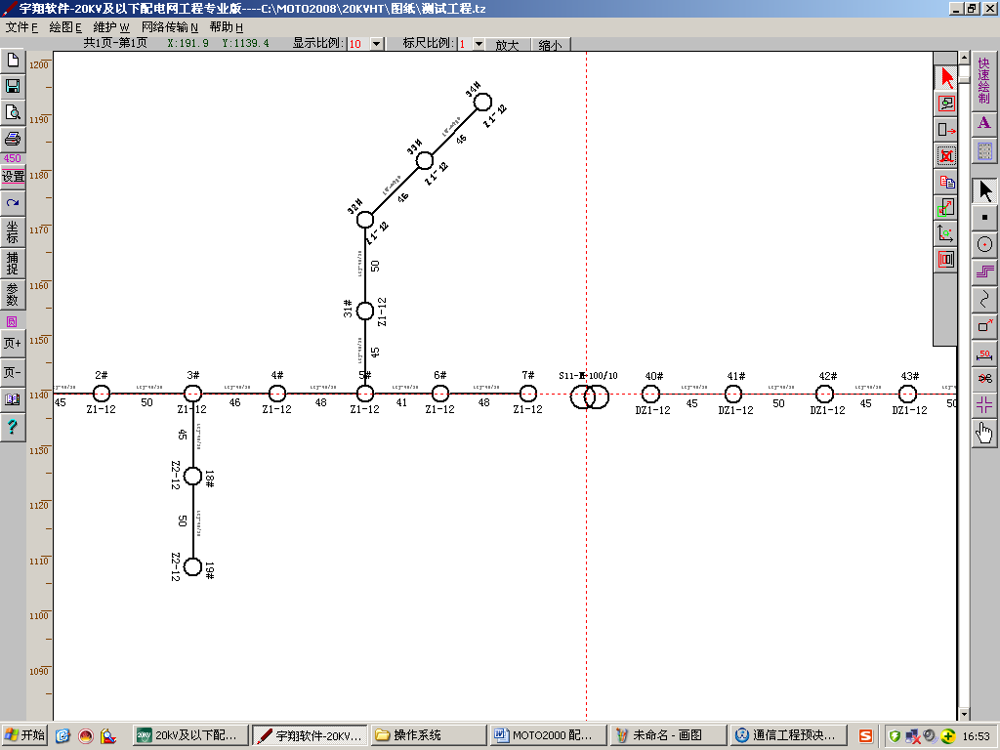 宇翔软件-20KV及以下配电网工程专业版----C:\MOTO2008\20KVHT\图纸\测试工程.tz
文件F 绘图E 维护W 网络传输N 帮助H
共1页-第1页 X:191.9 Y:1139.4 显示比例: 10 标尺比例: 1 放大 缩小
450
设置
坐标
捕捉
参数
圆
页+
页-
?
1200
1190
1180
1170
1160
1150
1140
1130
1120
1110
1100
1090
34#
Z1-12
46
33#
Z1-12
46
32#
Z1-12
50
31#
Z1-12
45
2# 3# 4# 5# 6# 7# 40# 41# 42# 43#
45 50 46 42 41 48 45 50 45 50
Z1-12 Z1-12 Z1-12 Z1-12 Z1-12 Z1-12 DZ1-12 DZ1-12 DZ1-12 DZ1-12
45
Z2-12
18#
50
Z2-12
19#
快速绘制
A
50
开始 20kV及以下配... 宇翔软件-20KV... 操作系统 MOTO2000 配... 未命名 - 画图 通信工程预决... S 16:53